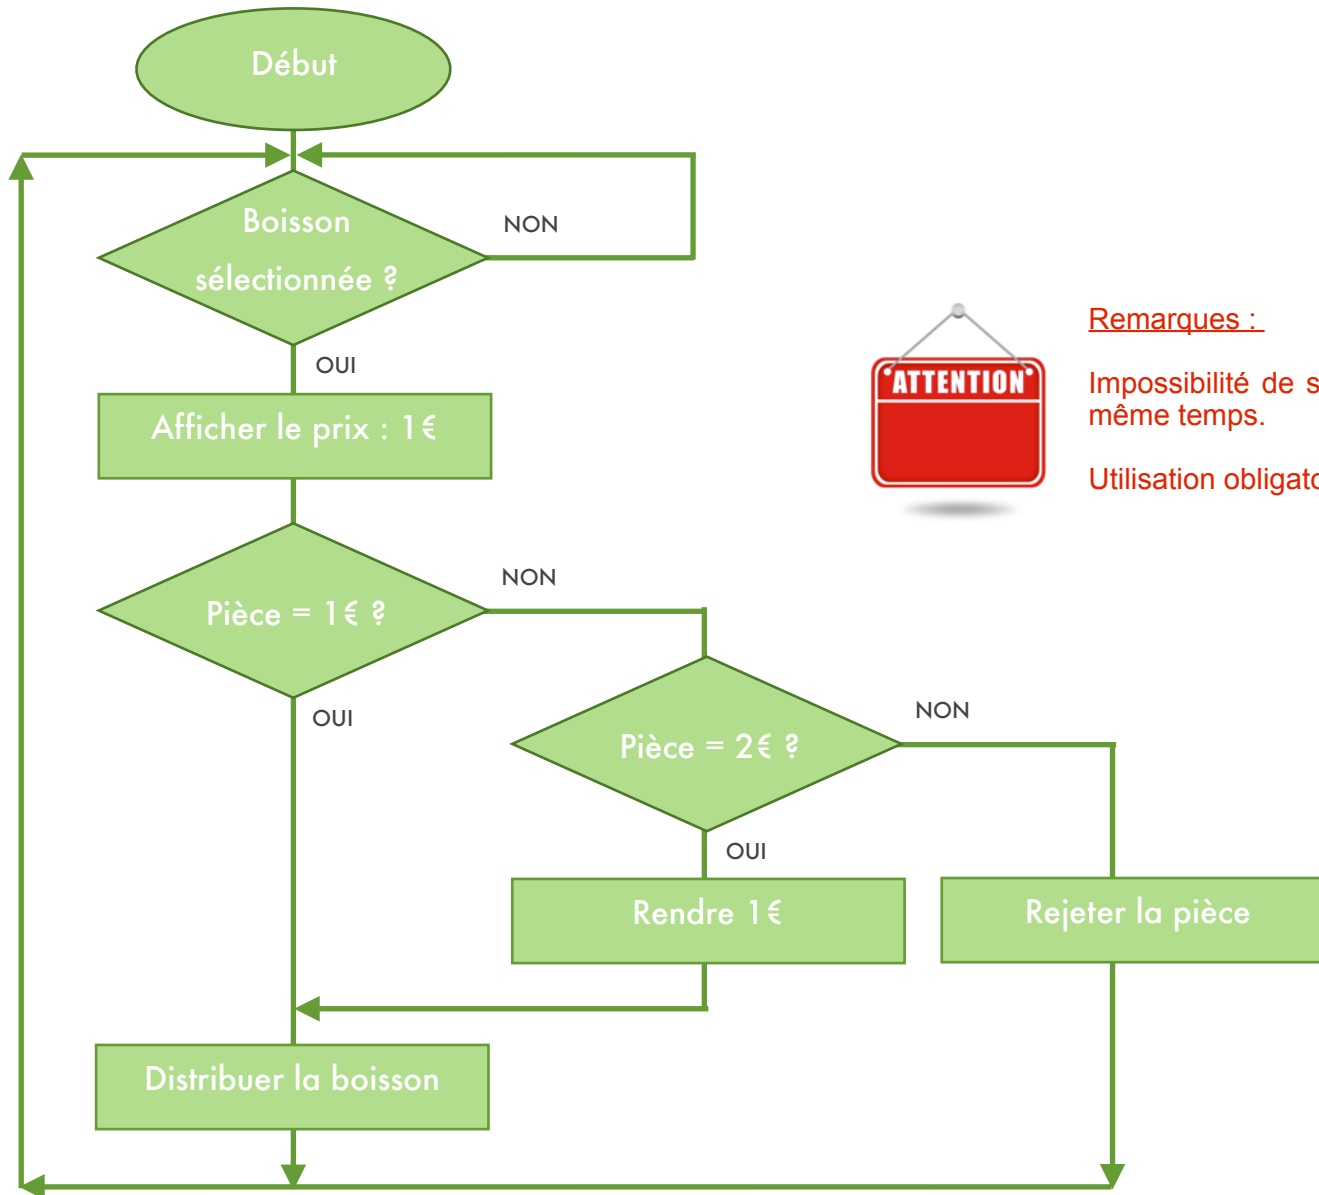 Début
Boisson
sélectionnée ?
NON
OUI
Remarques :
ATTENTION
Impossibilité de
même temps.
Utilisation
Afficher le prix : 1€
Pièce = 1€ ?
NON
OUI
Pièce = 2€ ?
NON
OUI
Rendre 1€
Rejeter la pièce
Distribuer la boisson